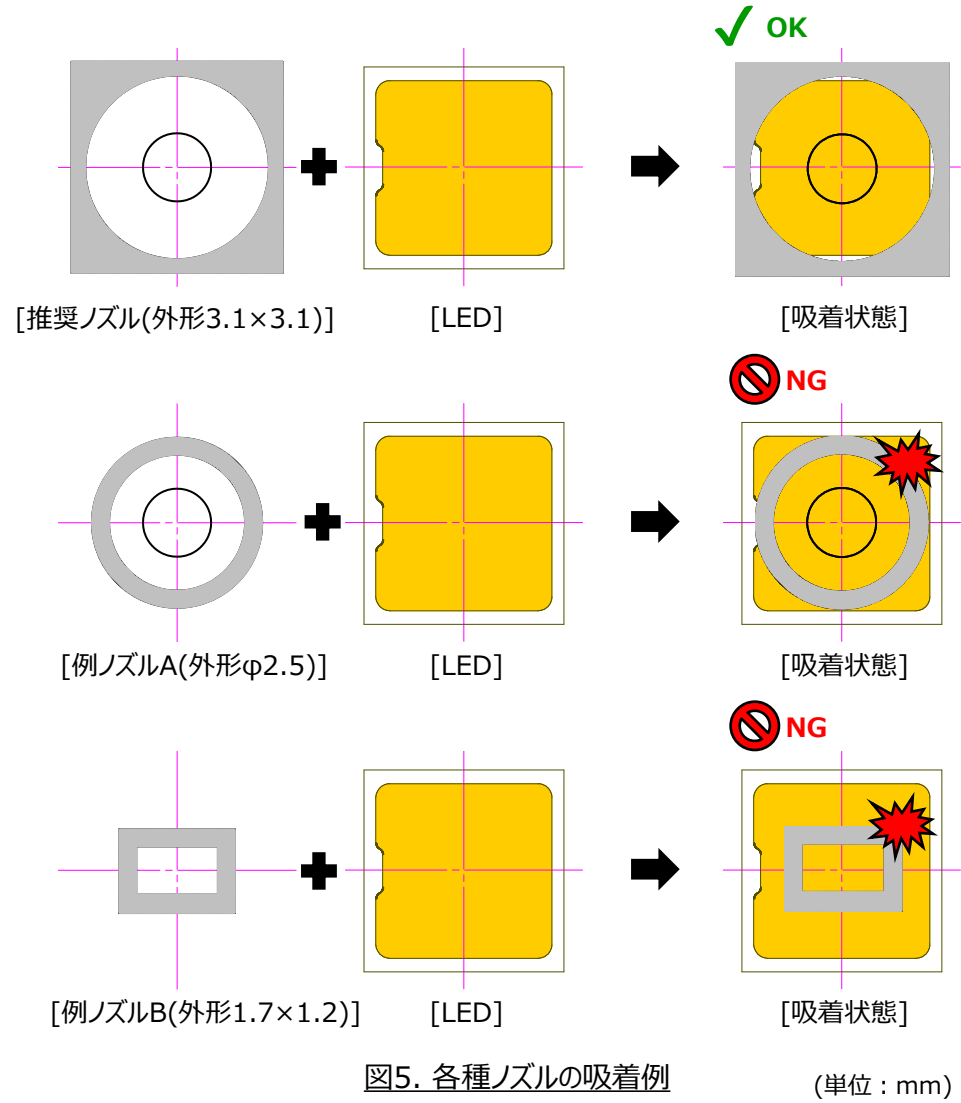 OK
[推奨ノズル(外形3.1×3.1)]
[LED]
[吸着状態]
NG
[例ノズルA(外形φ2.5)]
[LED]
[吸着状態]
NG
[例ノズルB(外形1.7×1.2)]
[LED]
[吸着状態]
図5. 各種ノズルの吸着例
(単位：mm)